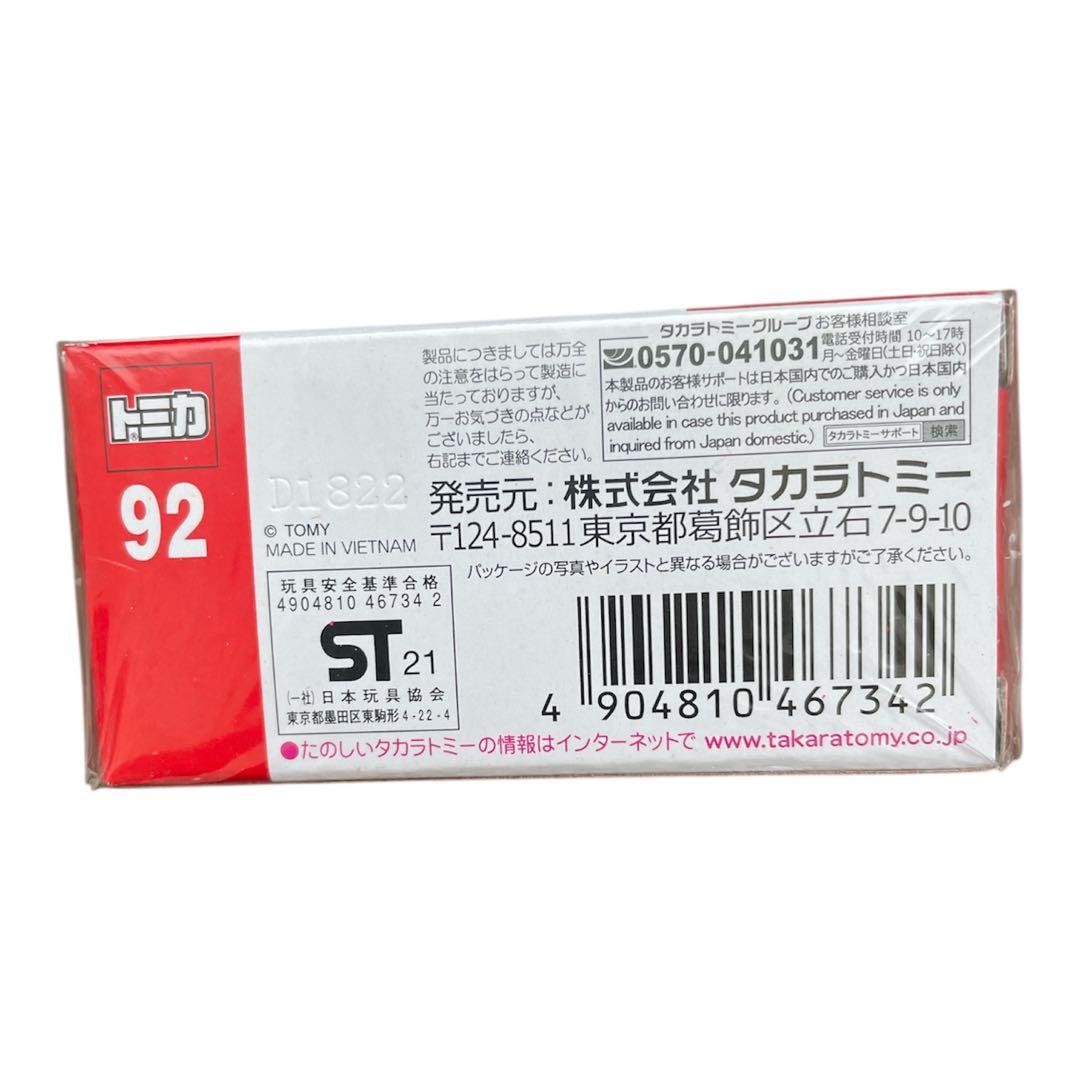 トミカ®
92
製品につきましては万全
の注意をはらって製造に
当たっておりますが、
万一お気づきの点などが
ございましたら、
右記までご連絡ください。
タカラトミーグループ お客様相談室
0570-041031 電話受付時間 10〜17時
月〜金曜日(土日・祝日除く)
本製品のお客様サポートは日本国内でのご購入かつ日本国内
からのお問い合わせに限ります。(Customer service is only
available in case this product purchased in Japan and
inquired from Japan domestic.) タカラトミーサポート 検索
D1822
© TOMY
MADE IN VIETNAM
発売元：株式会社 タカラトミー
〒124-8511 東京都葛飾区立石7-9-10
パッケージの写真やイラストと異なる場合がございますがご了承ください。
玩具安全基準合格
4904810 46734 2
ST 21
(一社)日本玩具協会
東京都墨田区東駒形4-22-4
4 904810 467342
●たのしいタカラトミーの情報はインターネットで www.takaratomy.co.jp